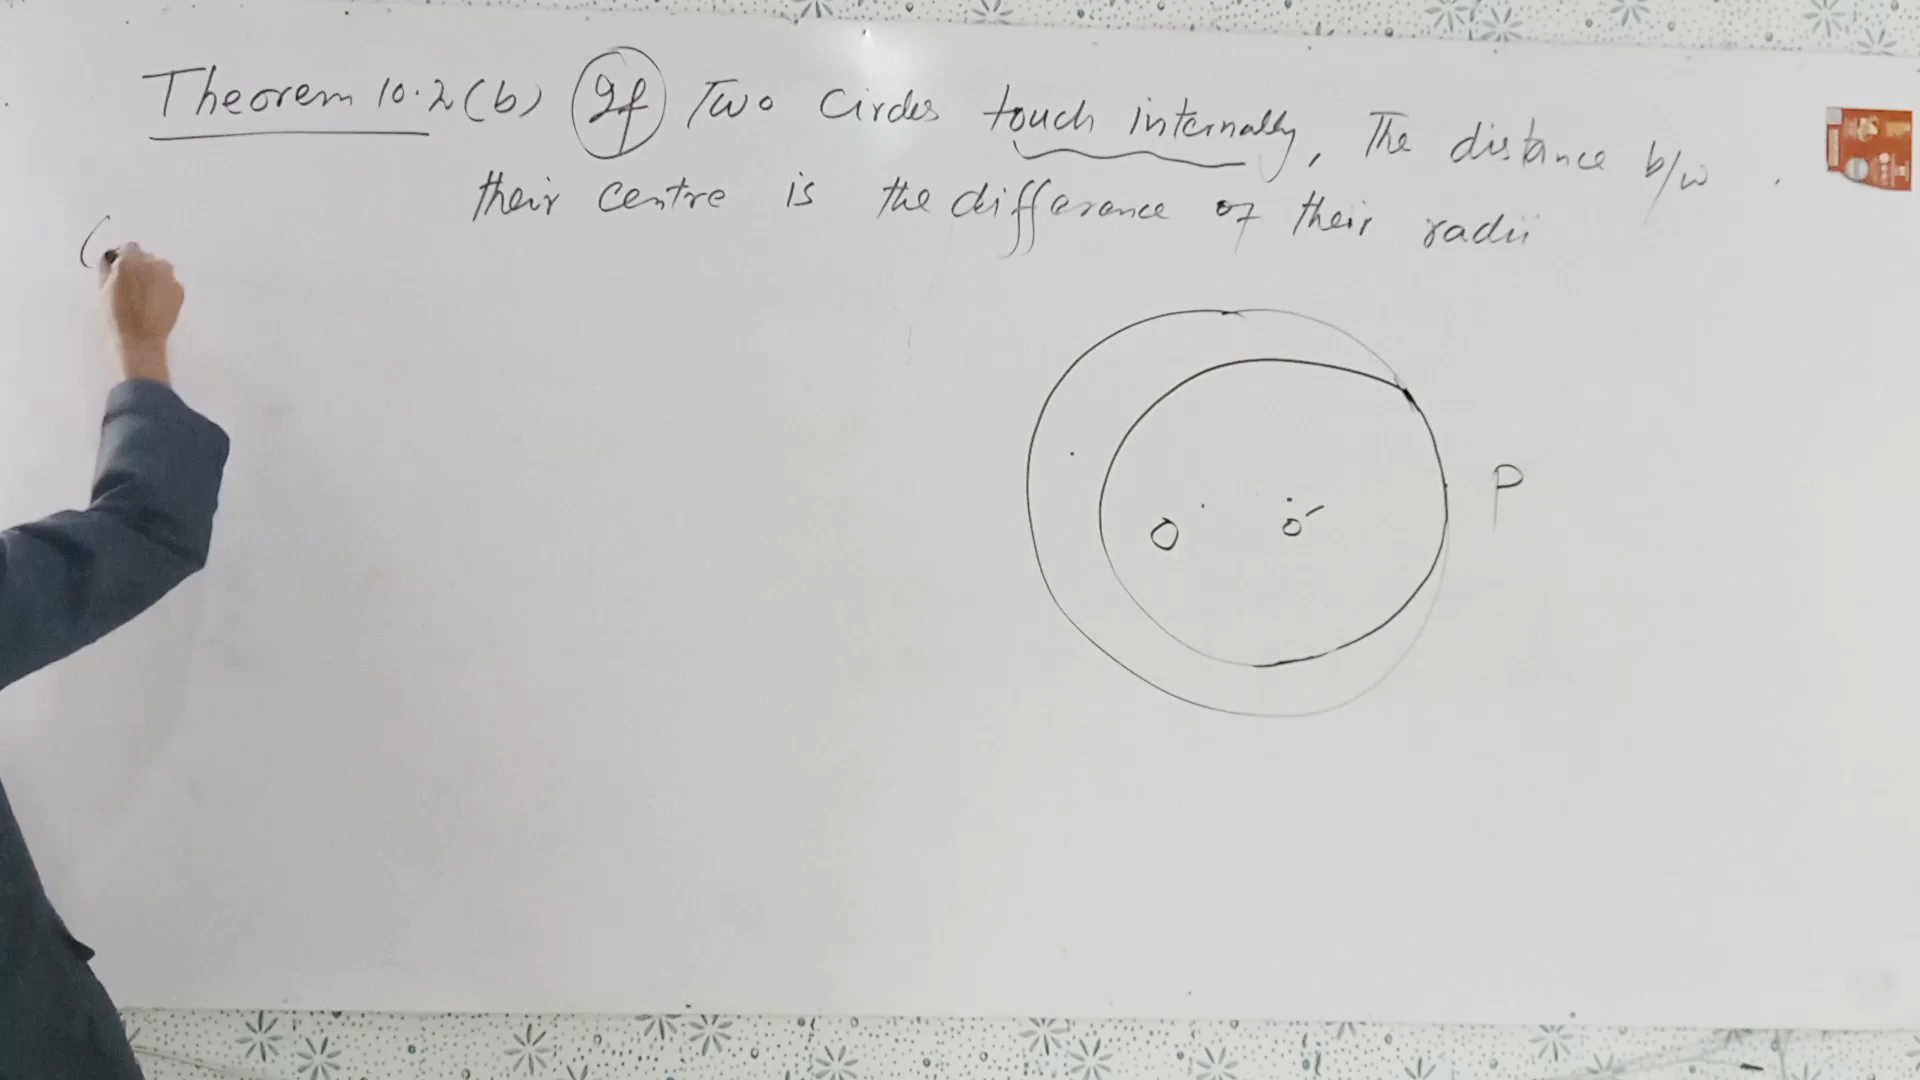 Theorem 10.2(b) If Two Circles touch internally, The distance b/w
their centre is the difference of their radii
(
P
O O'